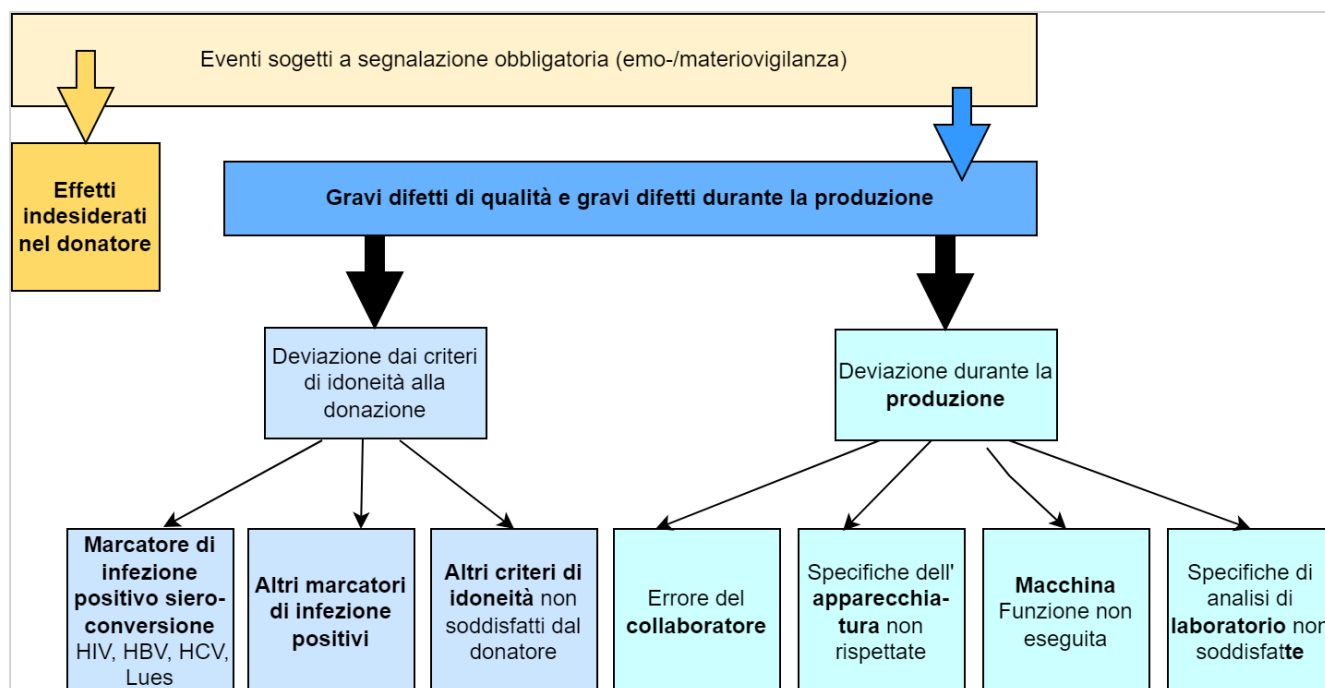 Eventi sogetti a segnalazione obbligatoria (emo-/materiovigilanza)
Effetti
indesiderati
nel donatore
Gravi difetti di qualità e gravi difetti durante la produzione
Deviazione dai criteri
di idoneità alla
donazione
Deviazione durante la
produzione
Marcatore di
infezione
positivo siero-
conversione
HIV, HBV, HCV,
Lues
Altri marcatori
di infezione
positivi
Altri criteri di
idoneità non
soddisfatti dal
donatore
Errore del
collaboratore
Specifiche dell'
apparecchia-
tura non
rispettate
Macchina
Funzione non
eseguita
Specifiche di
analisi di
laboratorio non
soddisfatte